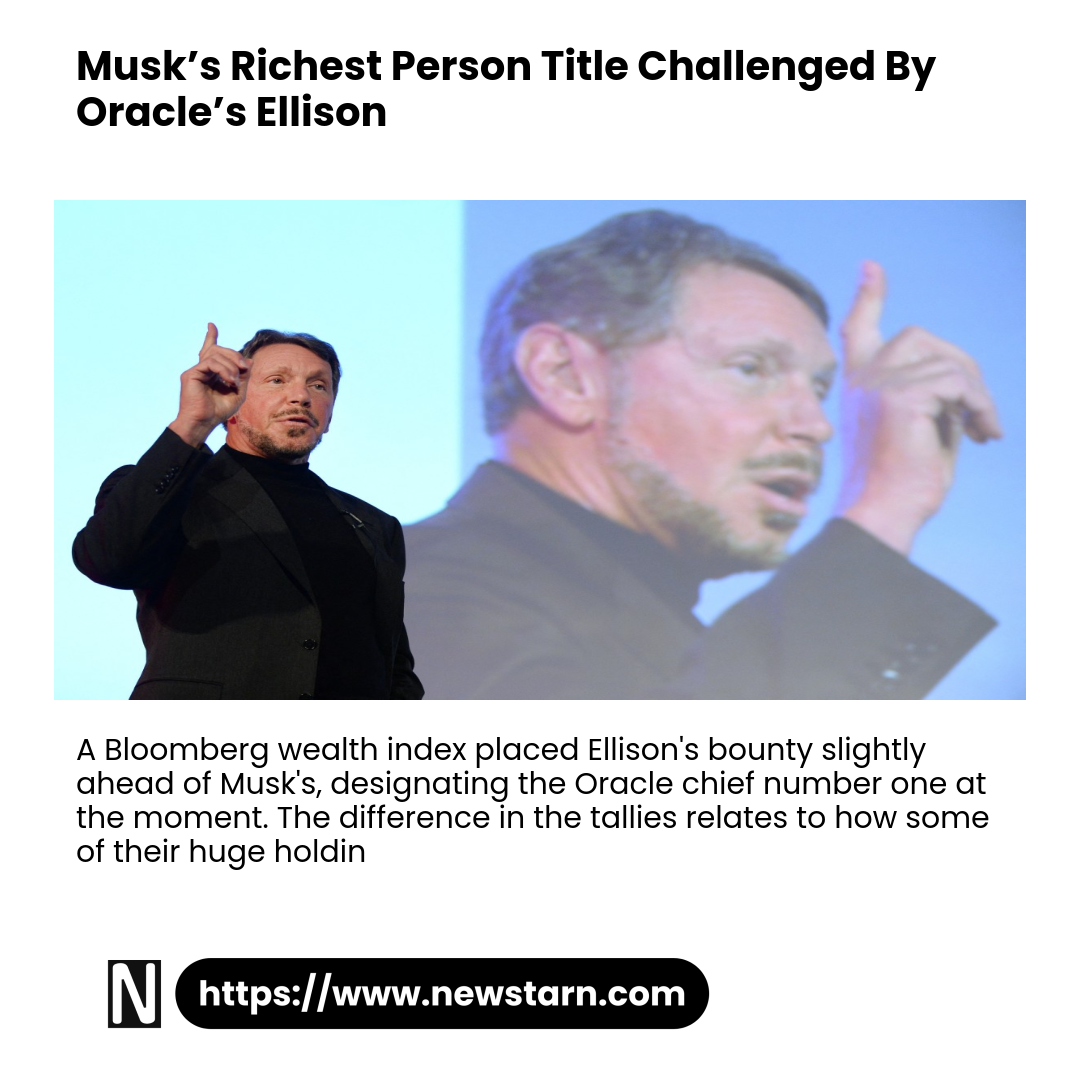 Musk’s Richest Person Title Challenged By
Oracle’s Ellison
A Bloomberg wealth index placed Ellison's bounty slightly
ahead of Musk's, designating the Oracle chief number one at
the moment. The difference in the tallies relates to how some
of their huge holdin
N
https://www.newstarn.com